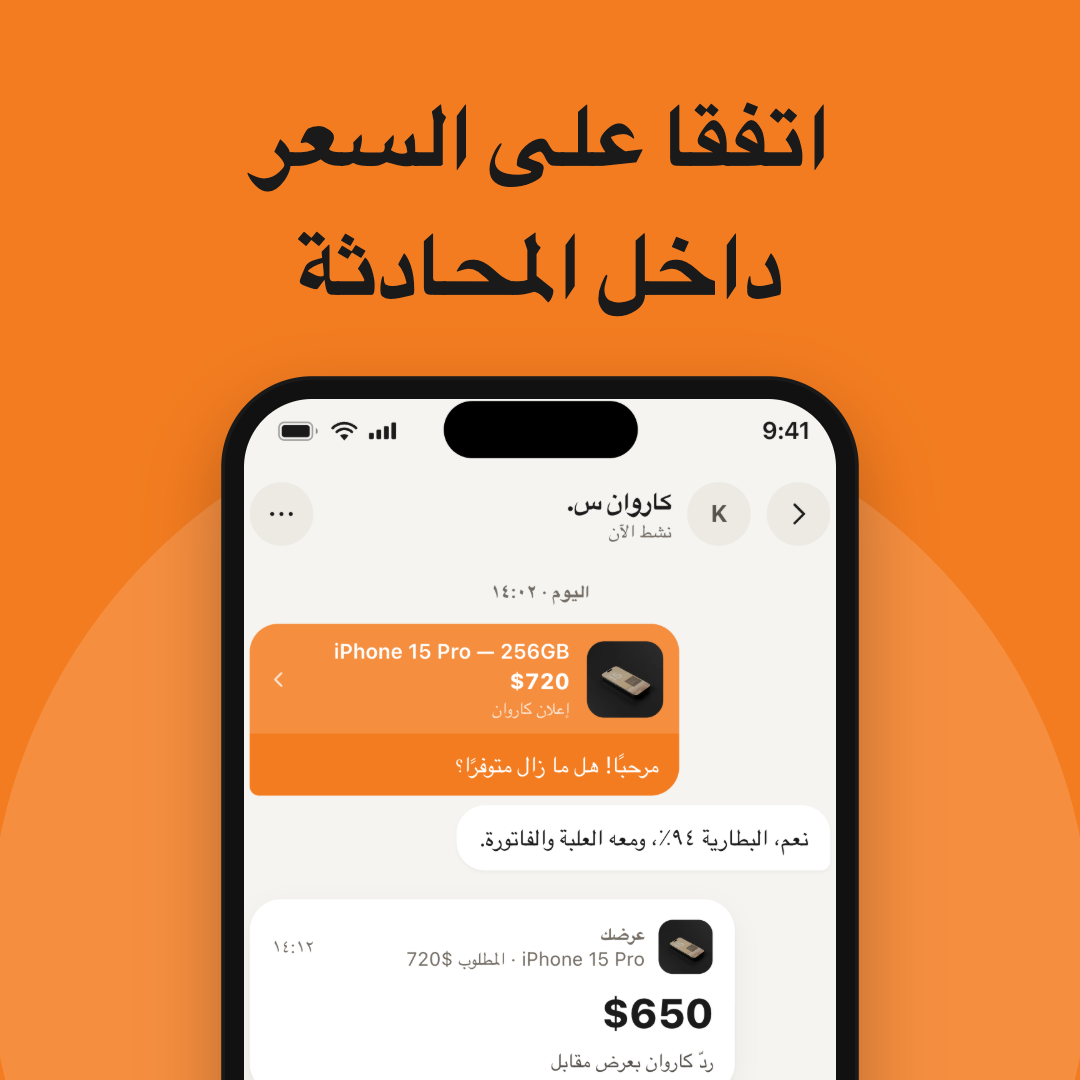 اتفقا على السعر
داخل المحادثة
9:41
K
كاروان س.
نشط الآن
اليوم · ١٤:٠٢
iPhone 15 Pro — 256GB
$720
إعلان كاروان
مرحبًا! هل ما زال متوفرًا؟
نعم، البطارية ٩٤٪، ومعه العلبة والفاتورة.
عرضك
١٤:١٢
iPhone 15 Pro · المطلوب $720
$650
ردّ كاروان بعرض مقابل